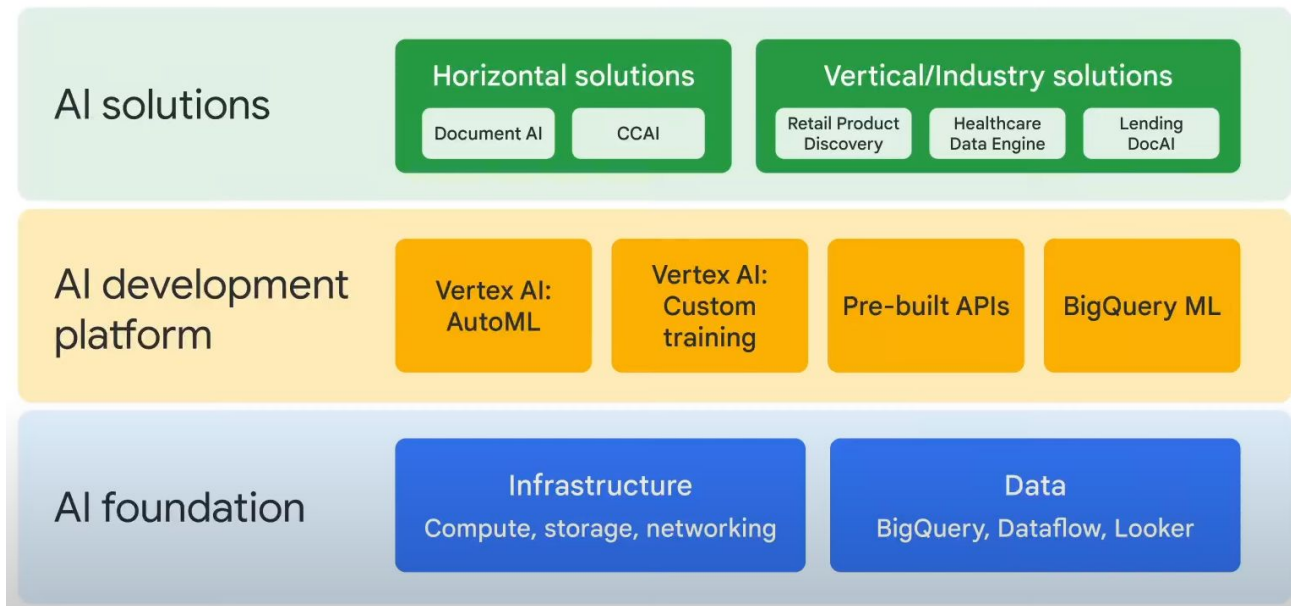 AI solutions
Horizontal solutions
Document AI
CCAI
Vertical/Industry solutions
Retail Product
Discovery
Healthcare
Data Engine
Lending
DocAI
AI development
platform
Vertex AI:
AutoML
Vertex AI:
Custom
training
Pre-built APIs
BigQuery ML
AI foundation
Infrastructure
Compute, storage, networking
Data
BigQuery, Dataflow, Looker